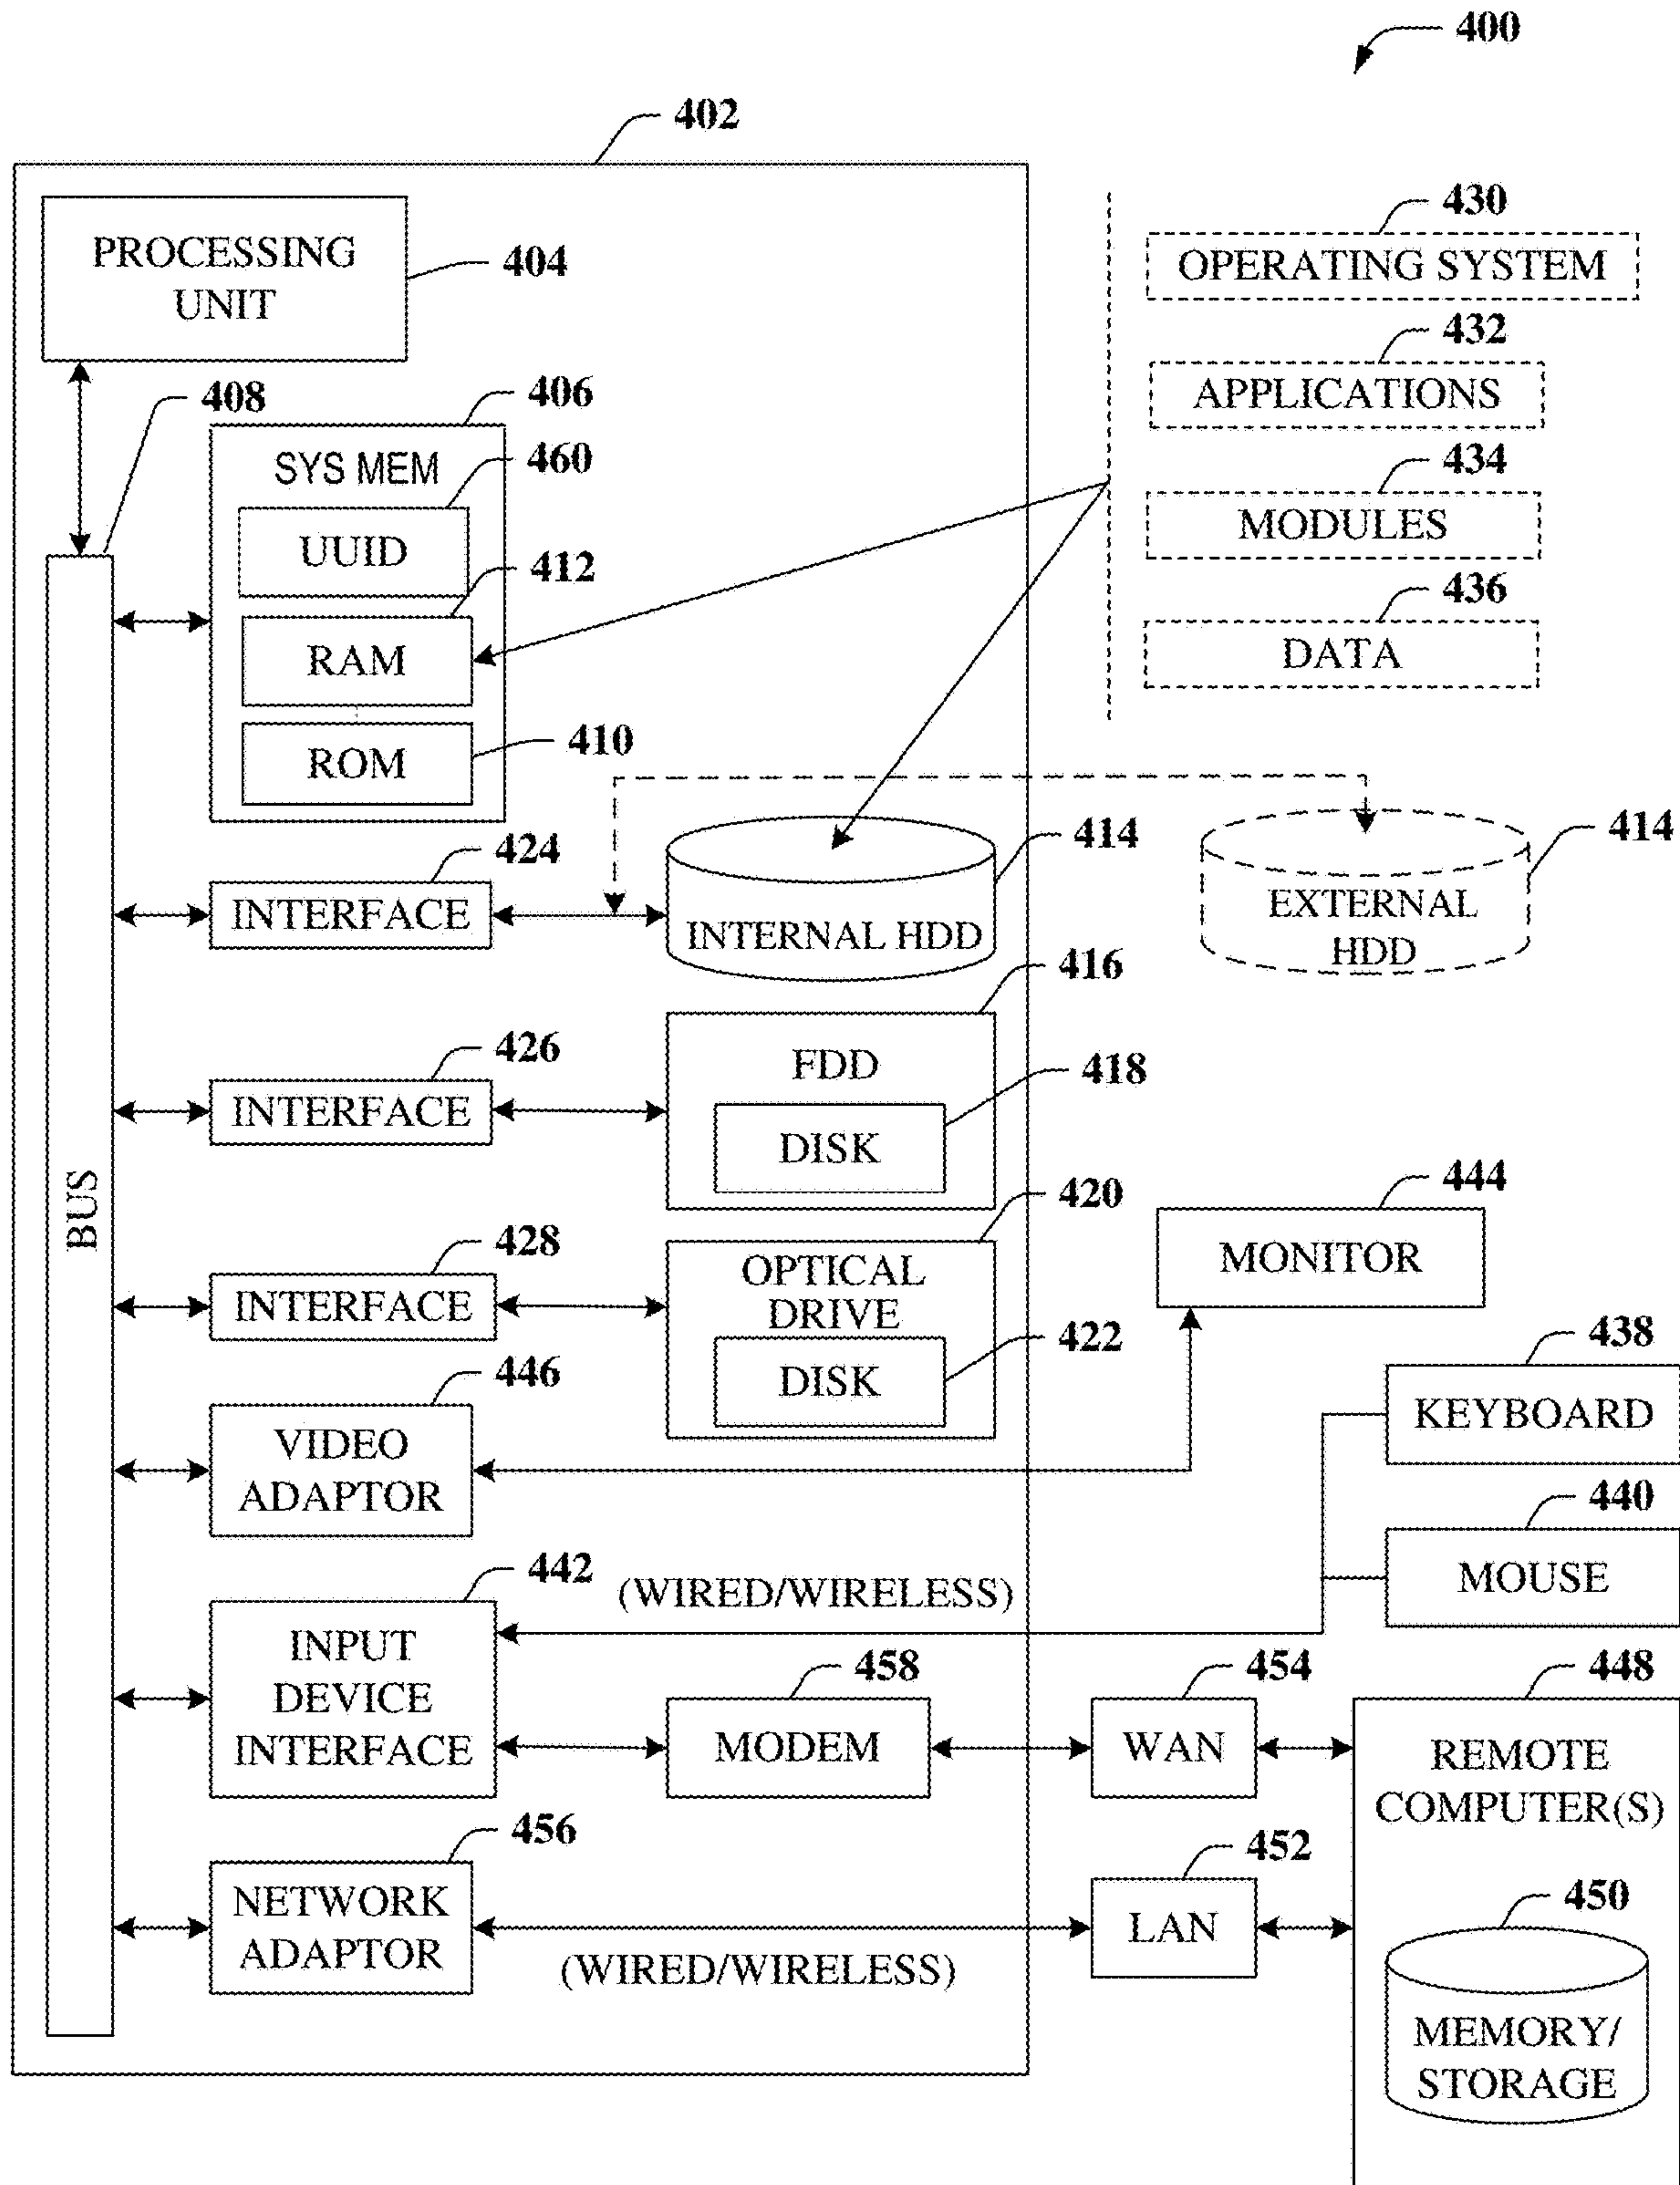 400
402
PROCESSING
UNIT
404
430
OPERATING SYSTEM
432
APPLICATIONS
434
MODULES
436
DATA
408
406
SYS MEM
460
UUID
412
RAM
410
ROM
BUS
424
INTERFACE
414
INTERNAL HDD
414
EXTERNAL
HDD
426
INTERFACE
416
FDD
418
DISK
428
INTERFACE
420
OPTICAL
DRIVE
422
DISK
444
MONITOR
446
VIDEO
ADAPTOR
438
KEYBOARD
440
MOUSE
442
(WIRED/WIRELESS)
INPUT
DEVICE
INTERFACE
458
MODEM
454
WAN
448
REMOTE
COMPUTER(S)
456
NETWORK
ADAPTOR
(WIRED/WIRELESS)
452
LAN
450
MEMORY/
STORAGE